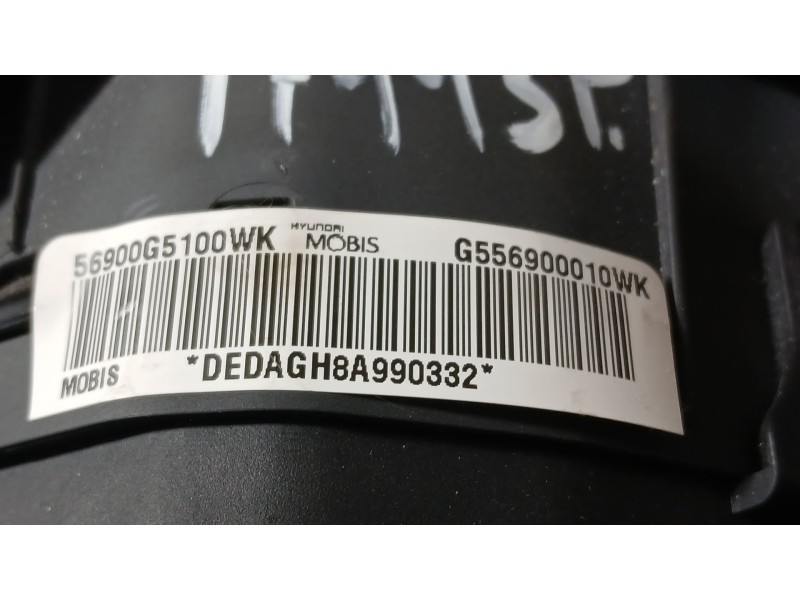 56900G5100WK HYUNDAI MOBIS G556900010WK
MOBIS *DEDAGH8A990332*